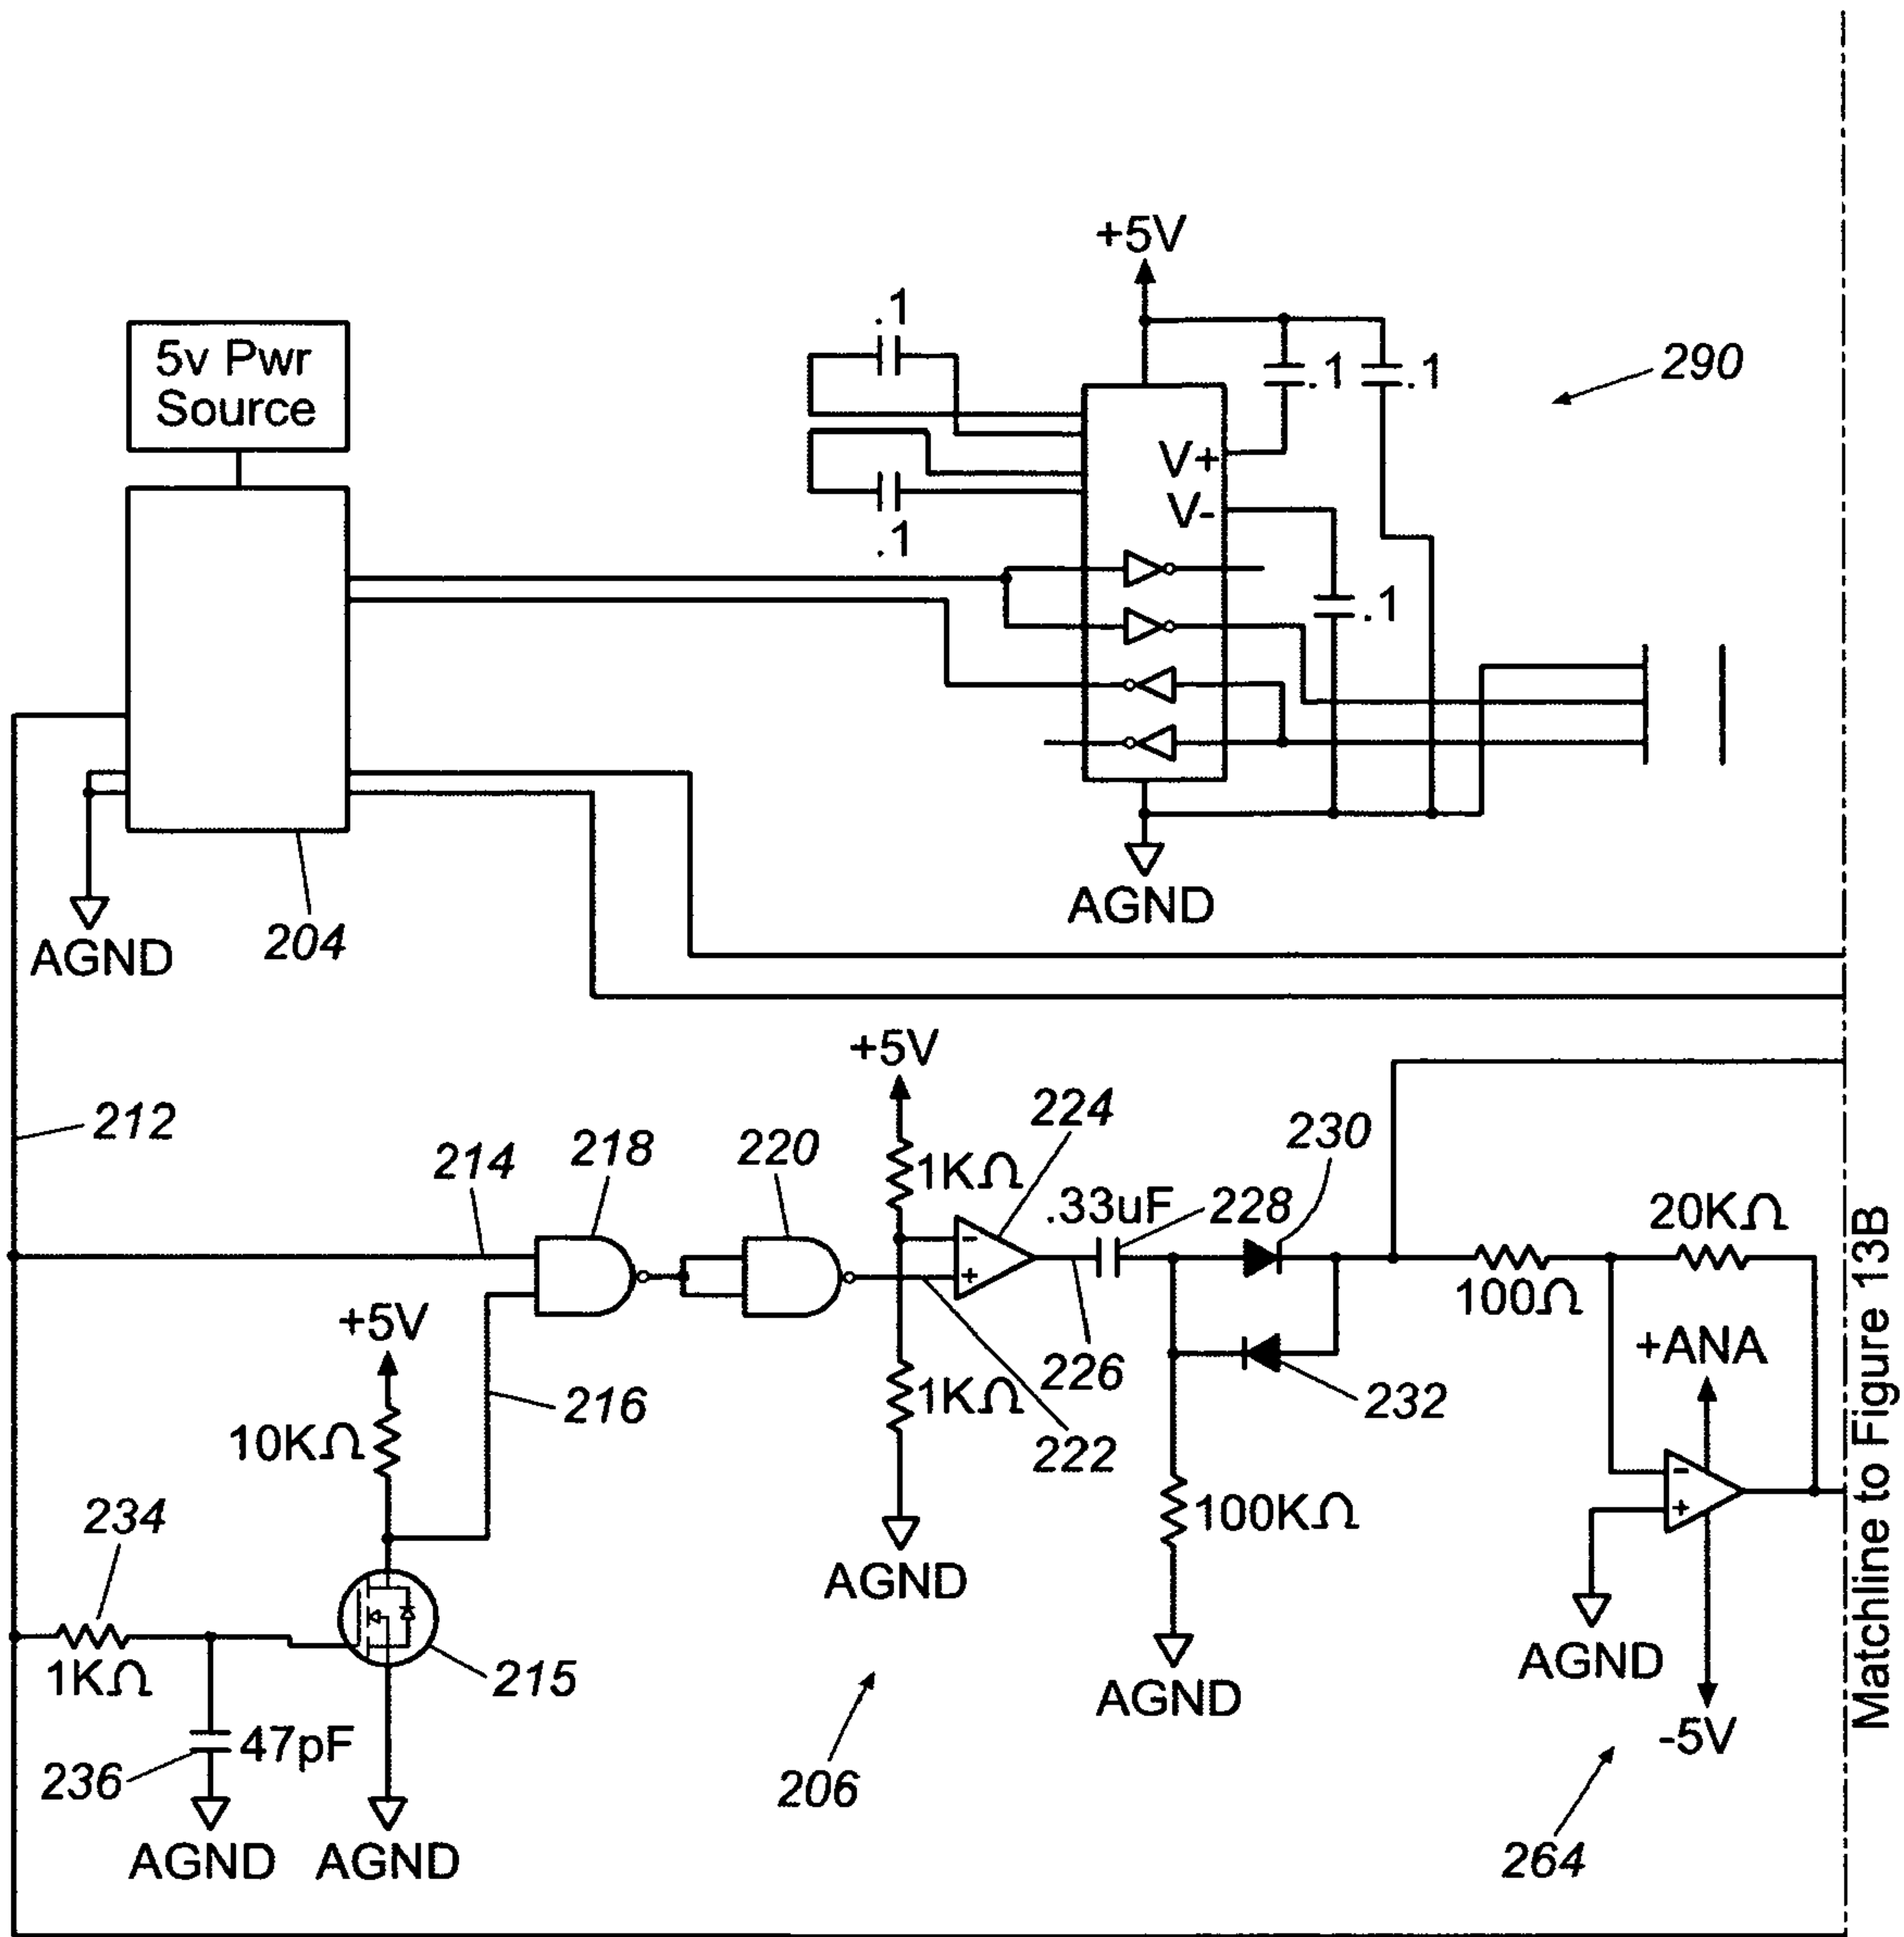 +5V
.1
5v Pwr
Source
.1
.1
290
V+
V-
.1
.1
AGND
204
AGND
+5V
212
224
230
214
218
220
1KΩ
.33uF
228
20KΩ
-
+
100Ω
+5V
+ANA
216
1KΩ
226
232
10KΩ
222
-
+
234
100KΩ
AGND
1KΩ
215
AGND
AGND
47pF
-5V
236
206
AGND
AGND
264
Matchline to Figure 13B